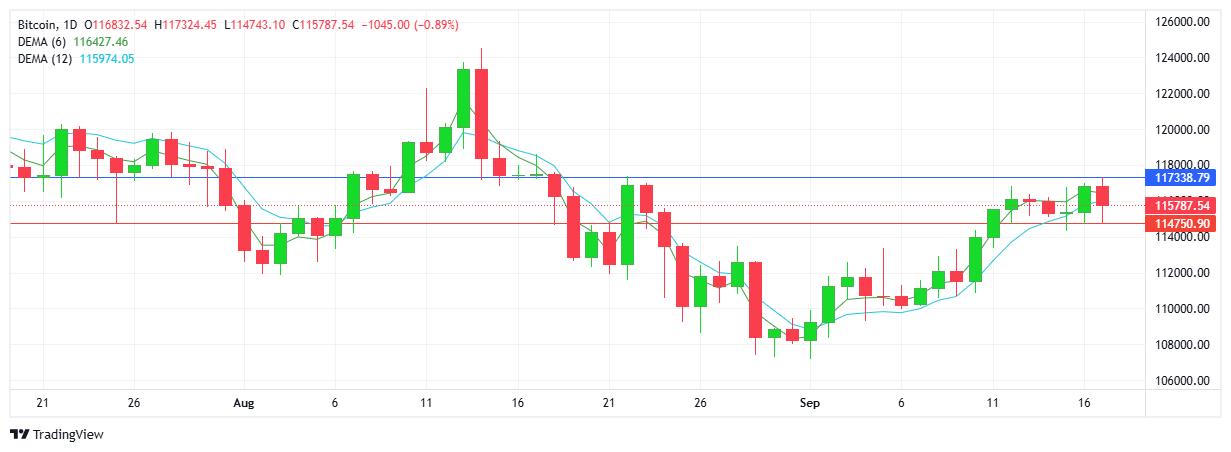 Bitcoin, 1D O116832.54 H117324.45 L114743.10 C115787.54 −1045.00 (−0.89%)
DEMA (6) 116427.46
DEMA (12) 115974.05
126000.00
124000.00
122000.00
120000.00
118000.00
117338.79
115787.54
114750.90
114000.00
112000.00
110000.00
108000.00
106000.00
21 26 Aug 6 11 16 21 26 Sep 6 11 16
TradingView